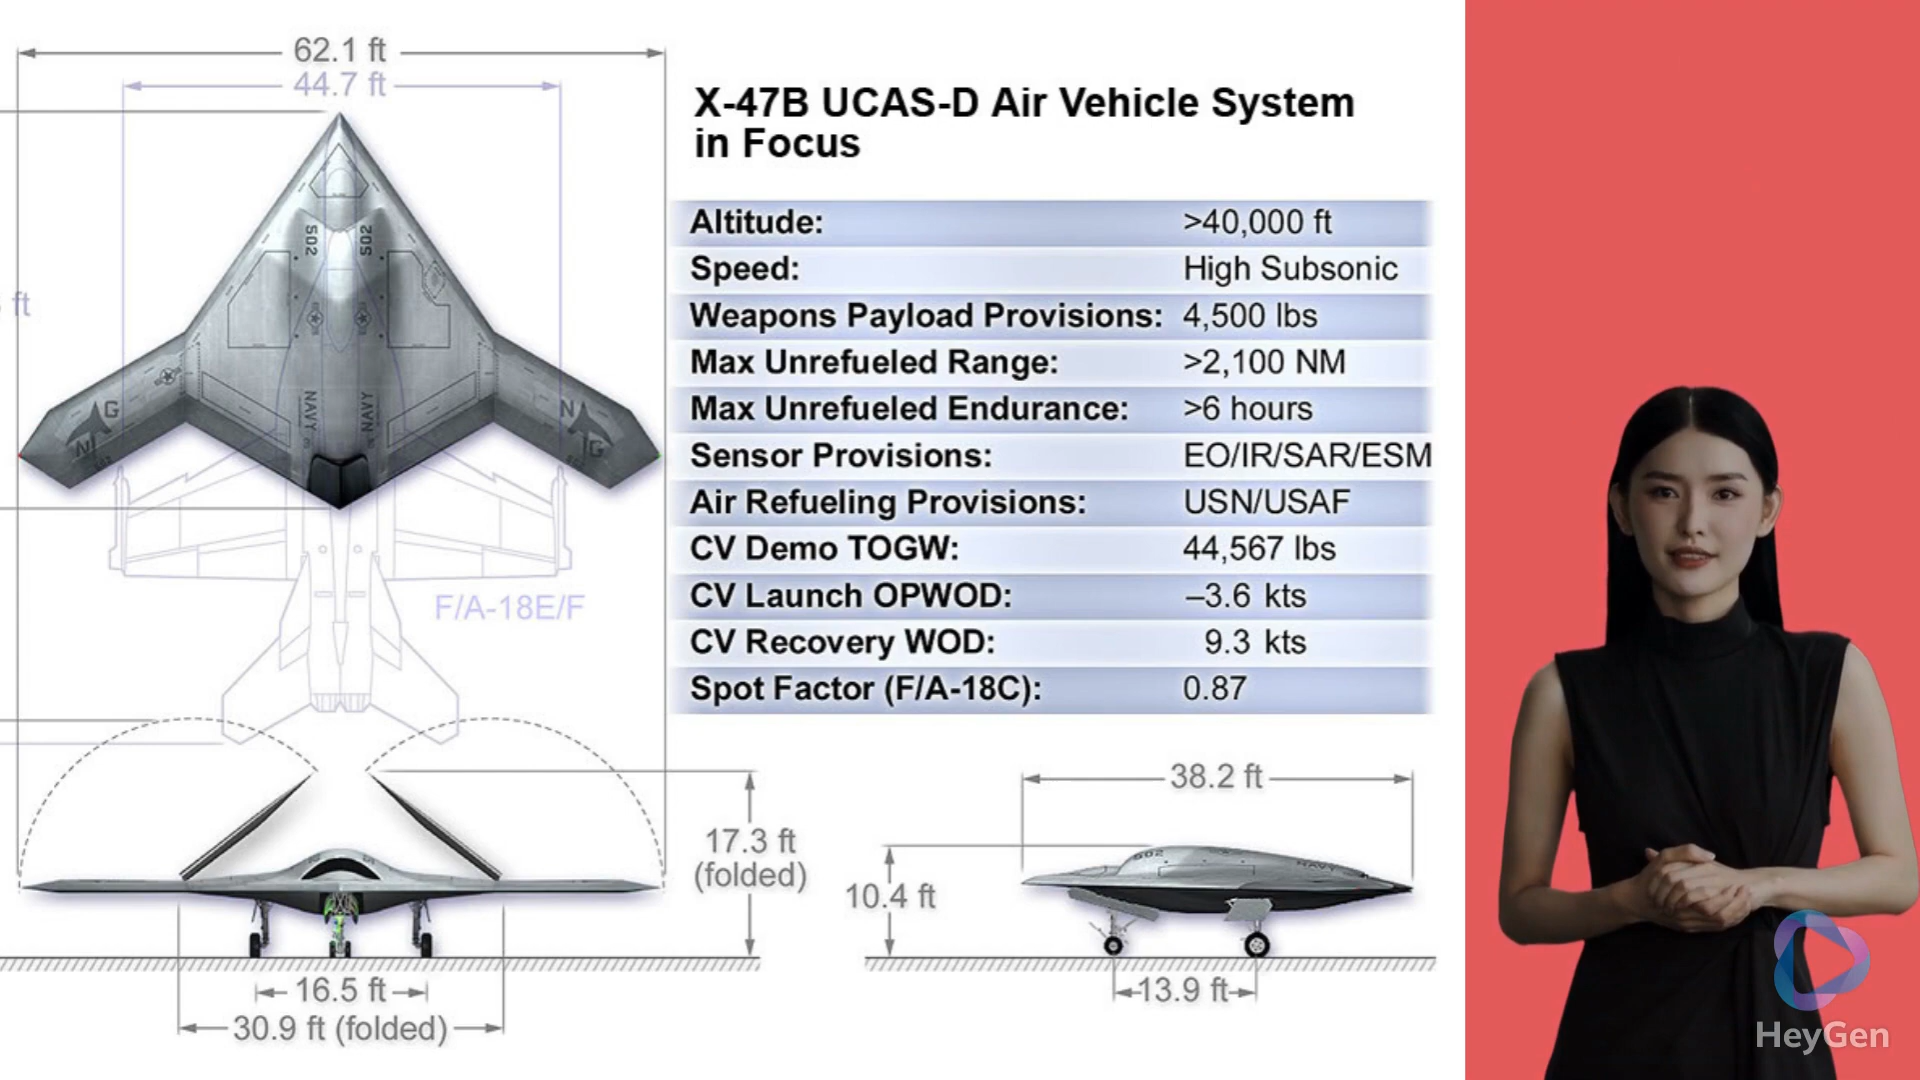 62.1 ft
44.7 ft
X-47B UCAS-D Air Vehicle System
in Focus
Altitude: >40,000 ft
Speed: High Subsonic
Weapons Payload Provisions: 4,500 lbs
Max Unrefueled Range: >2,100 NM
Max Unrefueled Endurance: >6 hours
Sensor Provisions: EO/IR/SAR/ESM
Air Refueling Provisions: USN/USAF
CV Demo TOGW: 44,567 lbs
CV Launch OPWOD: –3.6 kts
CV Recovery WOD: 9.3 kts
Spot Factor (F/A-18C): 0.87
502
502
ft
NAVY
NAVY
G
N
N
G
F/A-18E/F
17.3 ft
(folded)
16.5 ft
30.9 ft (folded)
38.2 ft
10.4 ft
502
NAVY
13.9 ft
HeyGen